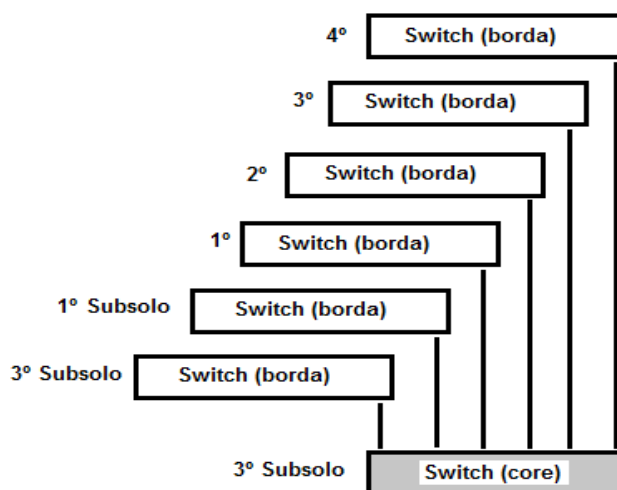 4º Switch (borda)
3º Switch (borda)
2º Switch (borda)
1º Switch (borda)
1º Subsolo Switch (borda)
3º Subsolo Switch (borda)
3º Subsolo Switch (core)